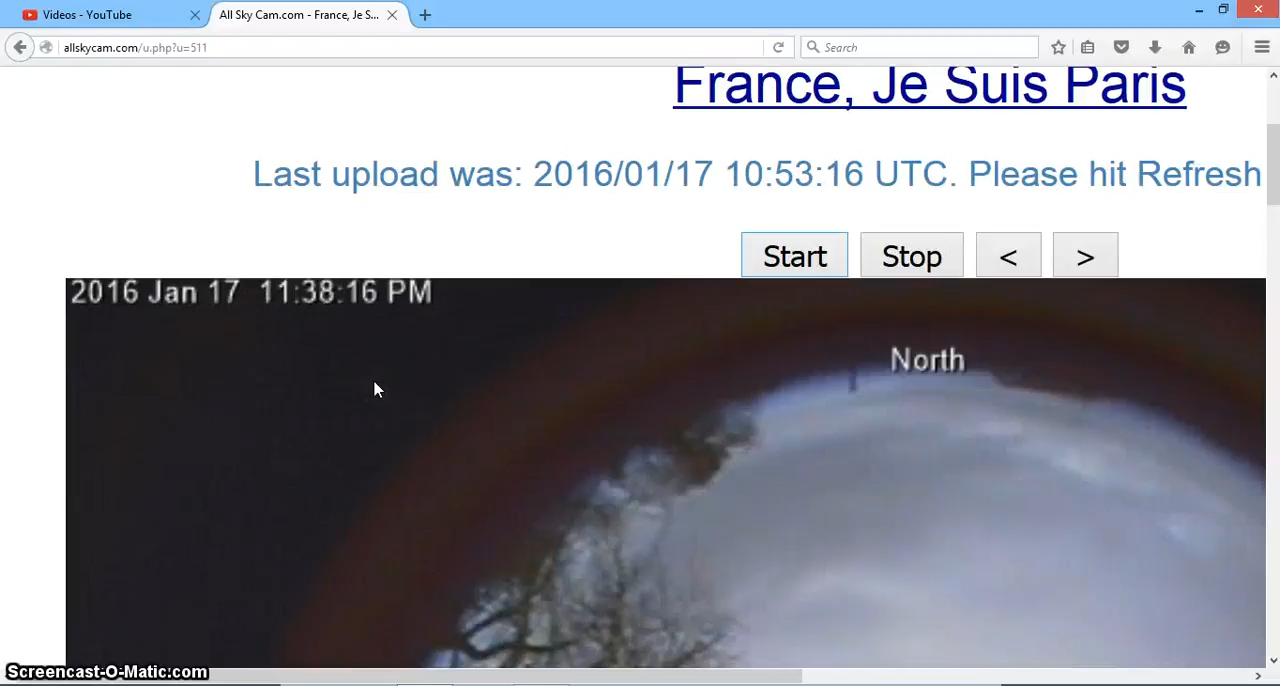 Videos - YouTube
All Sky Cam.com - France, Je S...
allskycam.com/u.php?u=511
Search
France, Je Suis Paris
Last upload was: 2016/01/17 10:53:16 UTC. Please hit Refresh
Start
Stop
<
>
2016 Jan 17 11:38:16 PM
North
Screencast-O-Matic.com